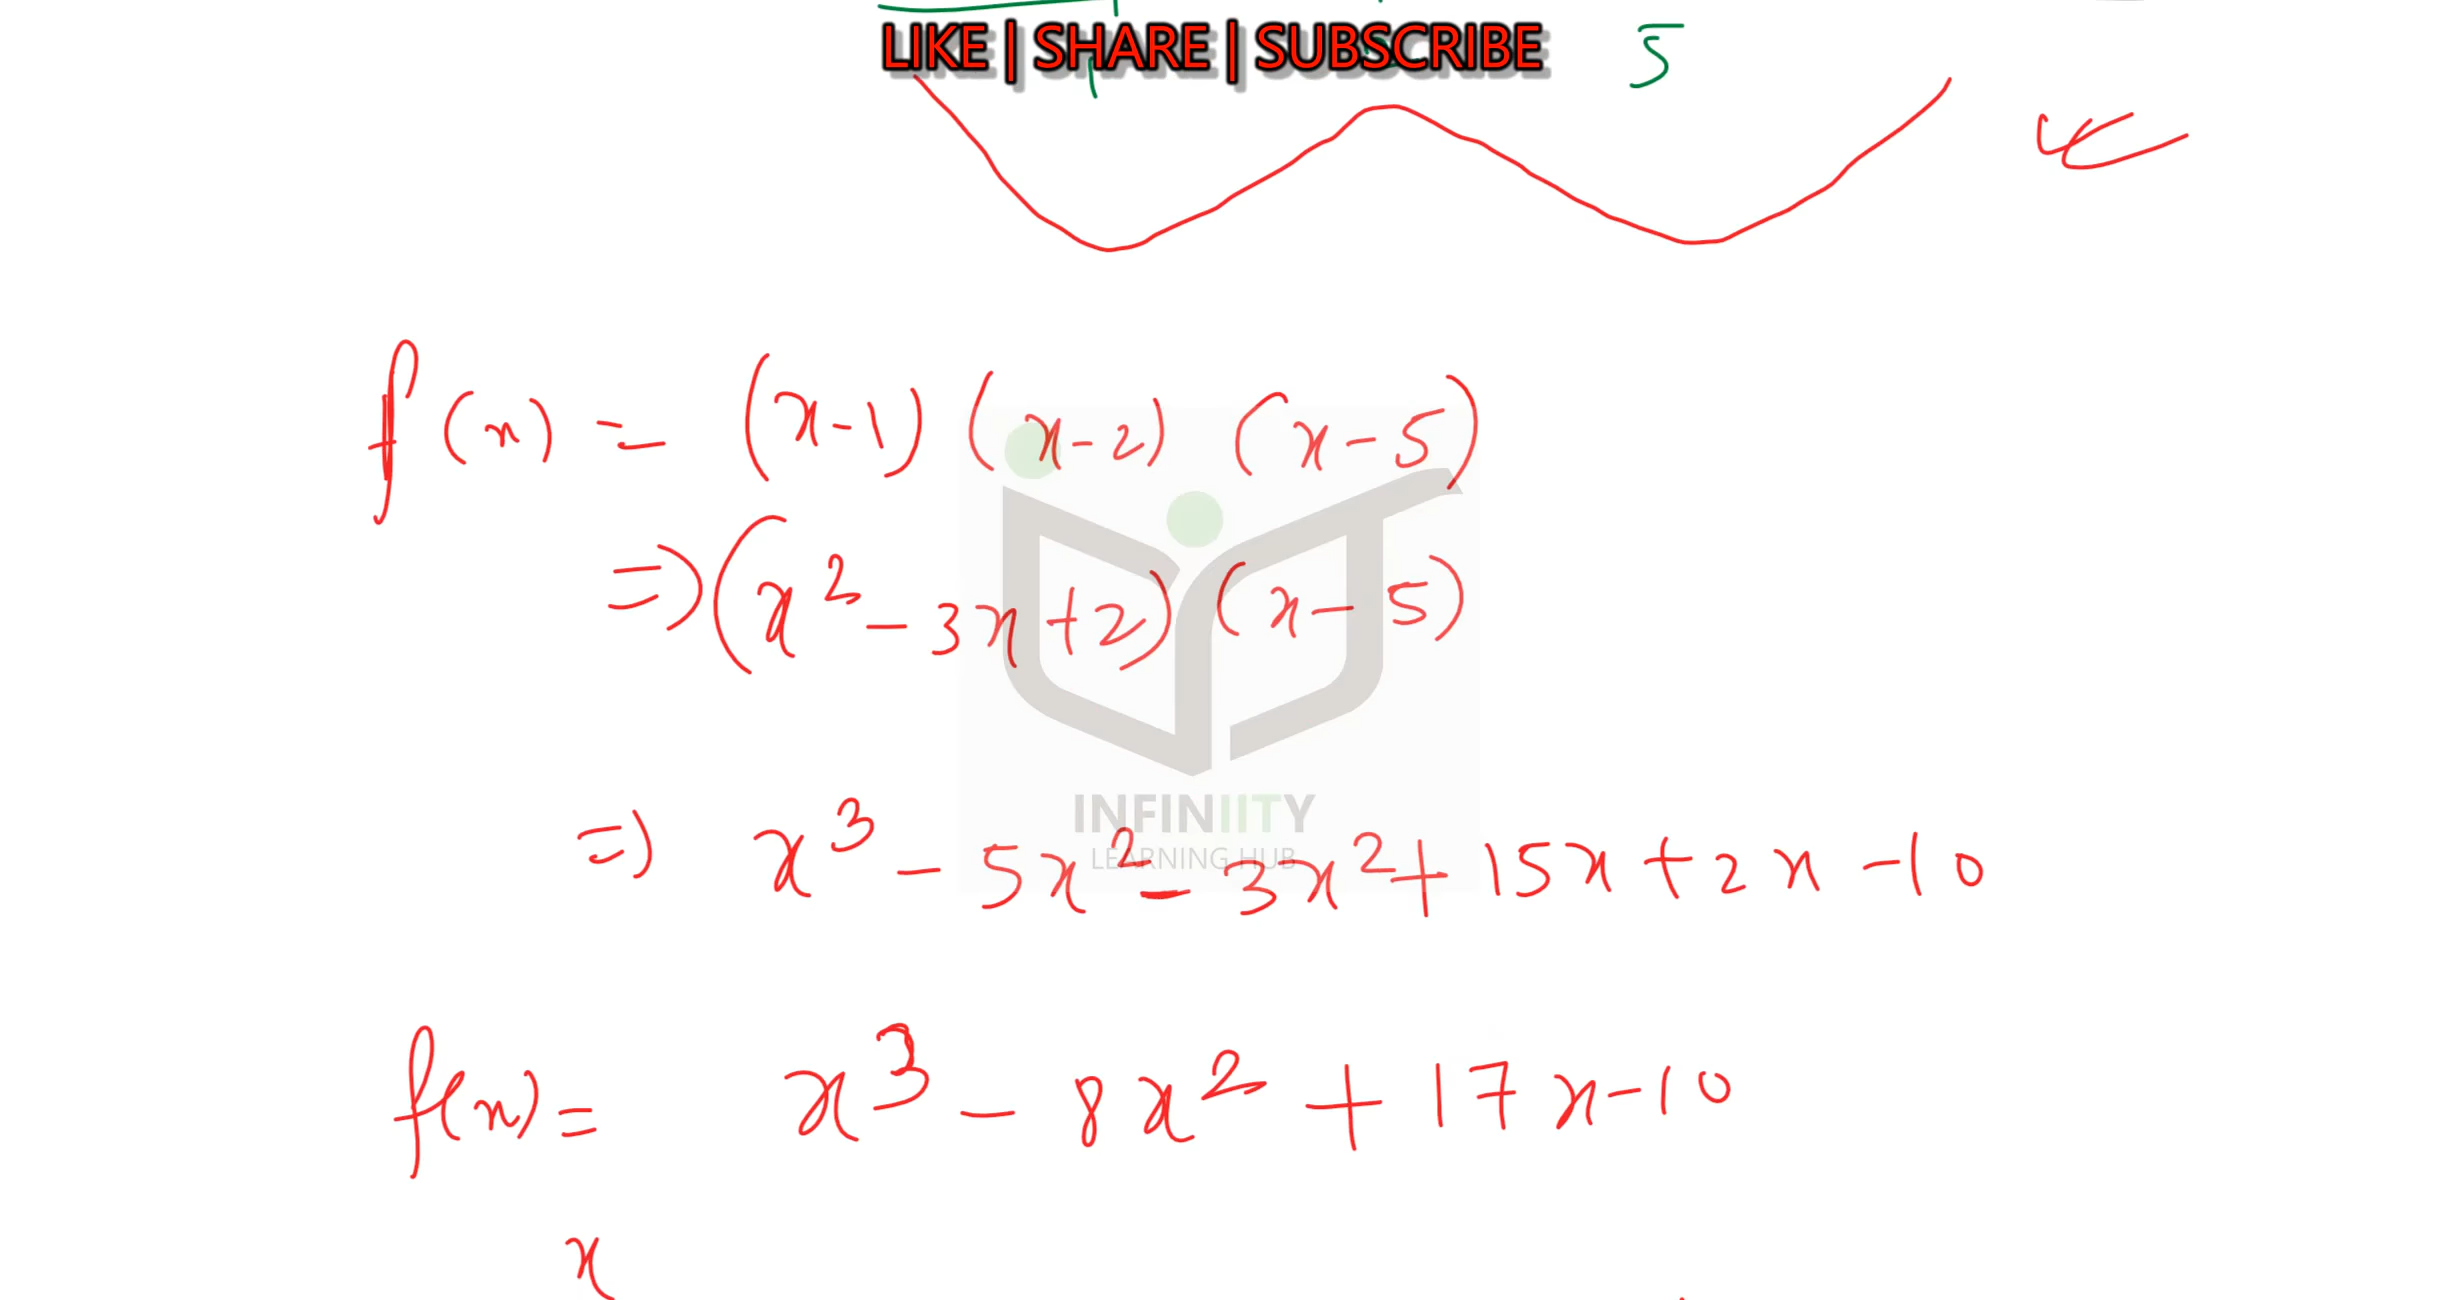 LIKE | SHARE | SUBSCRIBE
5
f(x) = (x-1) (x-2) (x-5)
=> (x² - 3x + 2) (x - 5)
INFINIITY
LEARNING HUB
=> x³ - 5x² - 3x² + 15x + 2x - 10
f(x) = x³ - 8x² + 17x - 10
x